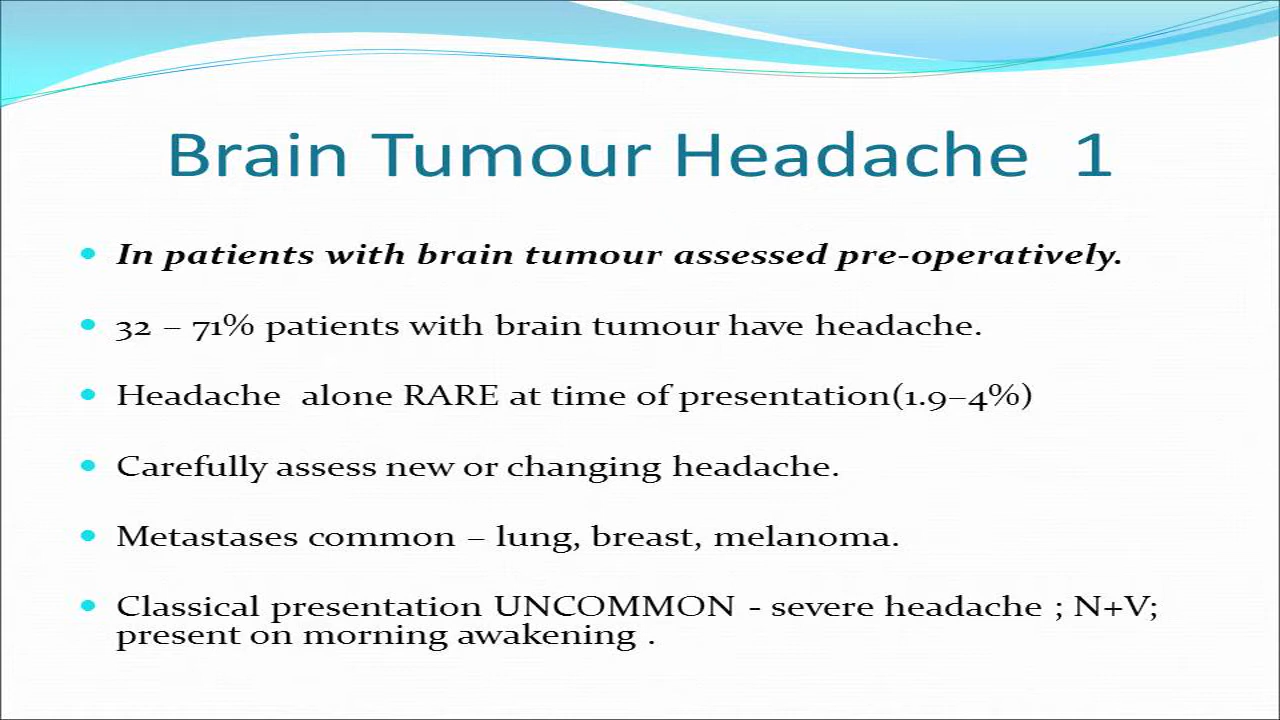 Brain Tumour Headache 1
In patients with brain tumour assessed pre-operatively.
32 – 71% patients with brain tumour have headache.
Headache alone RARE at time of presentation(1.9–4%)
Carefully assess new or changing headache.
Metastases common – lung, breast, melanoma.
Classical presentation UNCOMMON - severe headache ; N+V;
present on morning awakening .